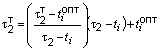 τ₂ᵀ = ((τ₂ᵀ − tᵢᵒᵖᵗ) / (τ₂ − tᵢ)) (τ₂ − tᵢ) + tᵢᵒᵖᵗ